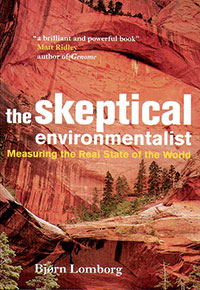 "a brilliant and powerful book"
Matt Ridley
author of Genome
the skeptical
environmentalist
Measuring the Real State of the World
Bjørn Lomborg